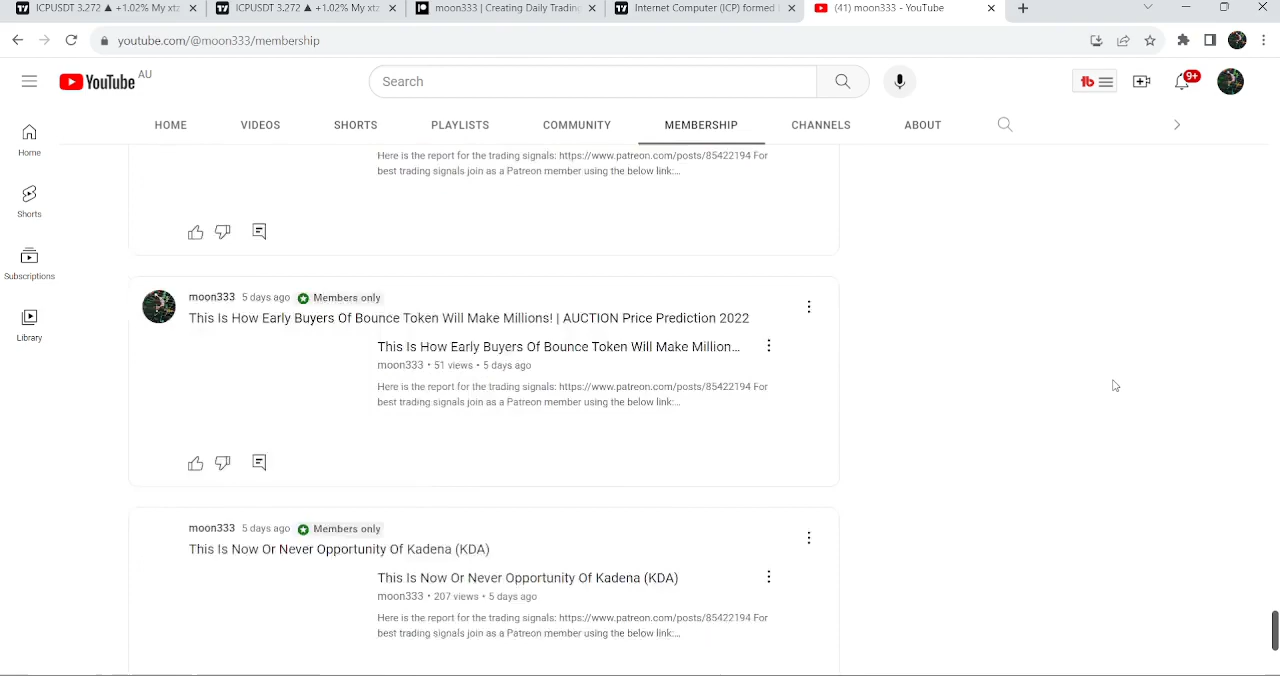 ICPUSDT 3.272 ▲ +1.02% My xta
ICPUSDT 3.272 ▲ +1.02% My xta
moon333 | Creating Daily Trading
Internet Computer (ICP) formed
(41) moon333 - YouTube
youtube.com/@moon333/membership
YouTube AU
Search
9+
HOME VIDEOS SHORTS PLAYLISTS COMMUNITY MEMBERSHIP CHANNELS ABOUT
Home
Shorts
Subscriptions
Library
Here is the report for the trading signals: https://www.patreon.com/posts/85422194 For
best trading signals join as a Patreon member using the below link:...
moon333 5 days ago Members only
This Is How Early Buyers Of Bounce Token Will Make Millions! | AUCTION Price Prediction 2022
This Is How Early Buyers Of Bounce Token Will Make Million...
moon333 • 51 views • 5 days ago
Here is the report for the trading signals: https://www.patreon.com/posts/85422194 For
best trading signals join as a Patreon member using the below link:...
moon333 5 days ago Members only
This Is Now Or Never Opportunity Of Kadena (KDA)
This Is Now Or Never Opportunity Of Kadena (KDA)
moon333 • 207 views • 5 days ago
Here is the report for the trading signals: https://www.patreon.com/posts/85422194 For
best trading signals join as a Patreon member using the below link:...